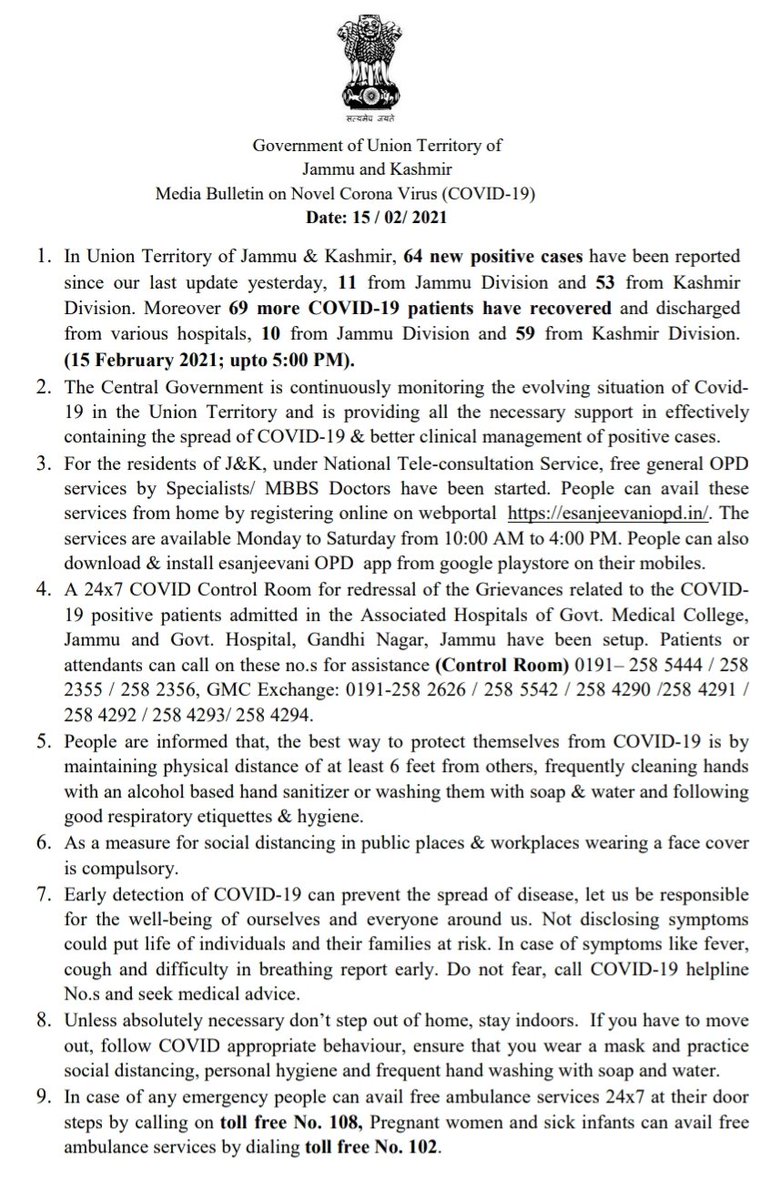 सत्यमेव जयते
Government of Union Territory of
Jammu and Kashmir
Media Bulletin on Novel Corona Virus (COVID-19)
Date: 15 / 02/ 2021
1. In Union Territory of Jammu & Kashmir, 64 new positive cases have been reported
since our last update yesterday, 11 from Jammu Division and 53 from Kashmir
Division. Moreover 69 more COVID-19 patients have recovered and discharged
from various hospitals, 10 from Jammu Division and 59 from Kashmir Division.
(15 February 2021; upto 5:00 PM).
2. The Central Government is continuously monitoring the evolving situation of Covid-
19 in the Union Territory and is providing all the necessary support in effectively
containing the spread of COVID-19 & better clinical management of positive cases.
3. For the residents of J&K, under National Tele-consultation Service, free general OPD
services by Specialists/ MBBS Doctors have been started. People can avail these
services from home by registering online on webportal https://esanjeevaniopd.in/. The
services are available Monday to Saturday from 10:00 AM to 4:00 PM. People can also
download & install esanjeevani OPD app from google playstore on their mobiles.
4. A 24x7 COVID Control Room for redressal of the Grievances related to the COVID-
19 positive patients admitted in the Associated Hospitals of Govt. Medical College,
Jammu and Govt. Hospital, Gandhi Nagar, Jammu have been setup. Patients or
attendants can call on these no.s for assistance (Control Room) 0191– 258 5444 / 258
2355 / 258 2356, GMC Exchange: 0191-258 2626 / 258 5542 / 258 4290 /258 4291 /
258 4292 / 258 4293/ 258 4294.
5. People are informed that, the best way to protect themselves from COVID-19 is by
maintaining physical distance of at least 6 feet from others, frequently cleaning hands
with an alcohol based hand sanitizer or washing them with soap & water and following
good respiratory etiquettes & hygiene.
6. As a measure for social distancing in public places & workplaces wearing a face cover
is compulsory.
7. Early detection of COVID-19 can prevent the spread of disease, let us be responsible
for the well-being of ourselves and everyone around us. Not disclosing symptoms
could put life of individuals and their families at risk. In case of symptoms like fever,
cough and difficulty in breathing report early. Do not fear, call COVID-19 helpline
No.s and seek medical advice.
8. Unless absolutely necessary don’t step out of home, stay indoors. If you have to move
out, follow COVID appropriate behaviour, ensure that you wear a mask and practice
social distancing, personal hygiene and frequent hand washing with soap and water.
9. In case of any emergency people can avail free ambulance services 24x7 at their door
steps by calling on toll free No. 108, Pregnant women and sick infants can avail free
ambulance services by dialing toll free No. 102.